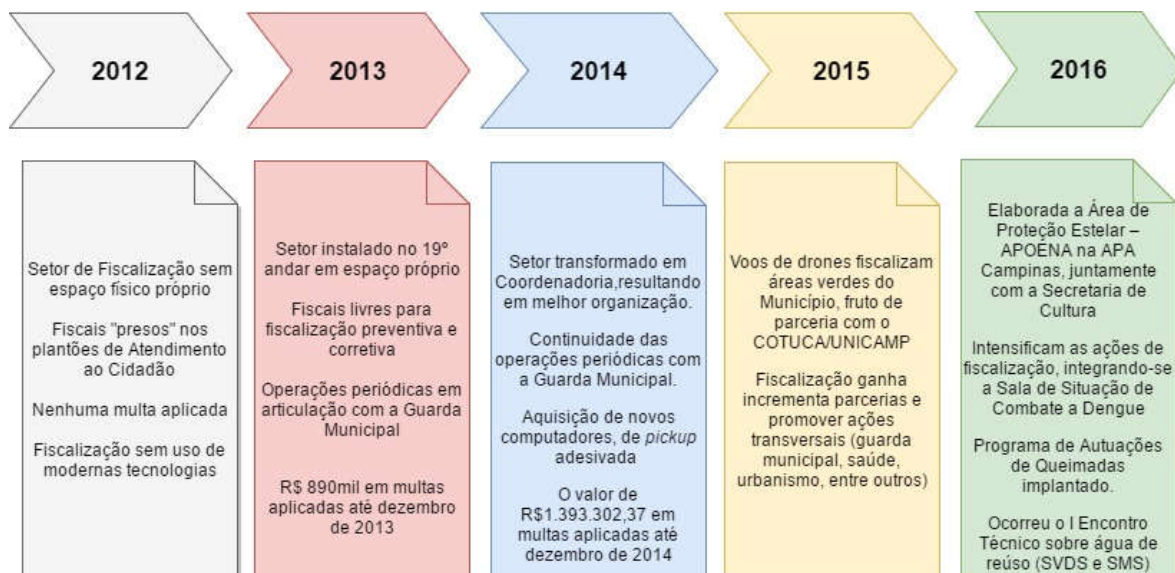 2012
2013
2014
2015
2016
Setor de Fiscalização sem
espaço físico próprio
Fiscais "presos" nos
plantões de Atendimento
ao Cidadão
Nenhuma multa aplicada
Fiscalização sem uso de
modernas tecnologias
Setor instalado no 19º
andar em espaço próprio
Fiscais livres para
fiscalização preventiva e
corretiva
Operações periódicas em
articulação com a Guarda
Municipal
R$ 890mil em multas
aplicadas até dezembro
de 2013
Setor transformado em
Coordenadoria,resultando
em melhor organização.
Continuidade das
operações periódicas com
a Guarda Municipal.
Aquisição de novos
computadores, de pickup
adesivada
O valor de
R$1.393.302,37 em
multas aplicadas até
dezembro de 2014
Voos de drones fiscalizam
áreas verdes do
Município, fruto de
parceria com o
COTUCA/UNICAMP
Fiscalização ganha
incrementa parcerias e
promover ações
transversais (guarda
municipal, saúde,
urbanismo, entre outros)
Elaborada a Área de
Proteção Estelar –
APOENA na APA
Campinas, juntamente
com a Secretaria de
Cultura
Intensificam as ações de
fiscalização, integrando-se
a Sala de Situação de
Combate a Dengue
Programa de Autuações
de Queimadas
implantado.
Ocorreu o I Encontro
Técnico sobre água de
reúso (SVDS e SMS)